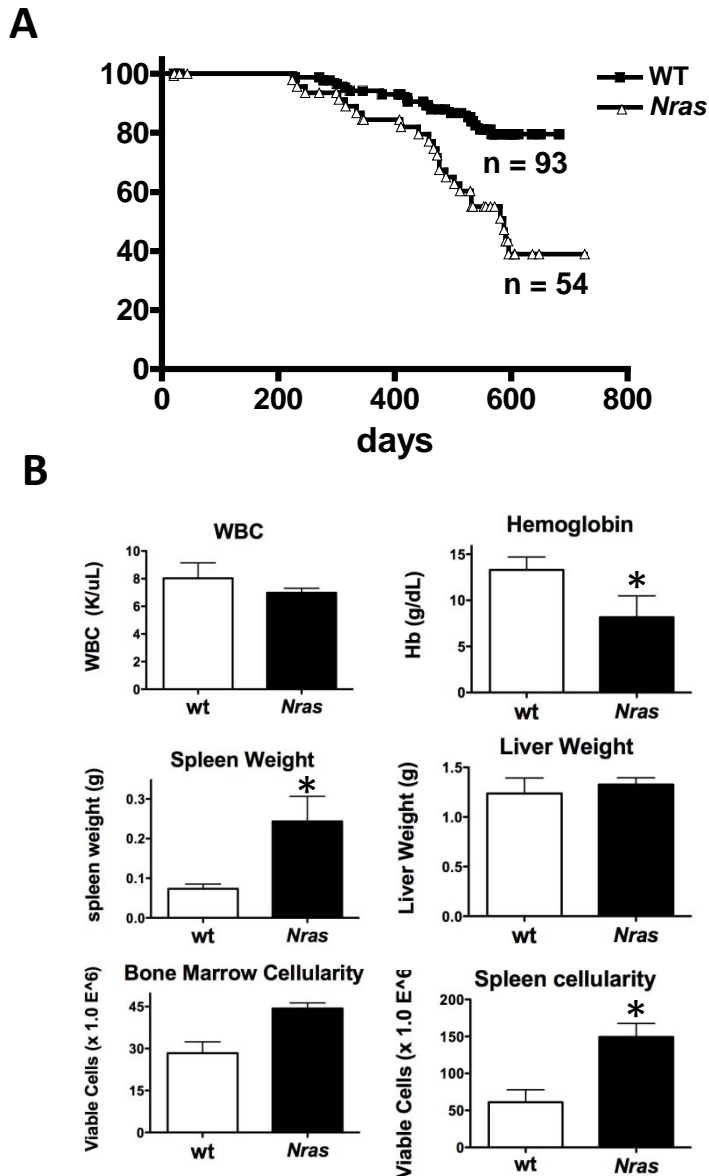 A
100
80
60
40
20
0
0 200 400 600 800
days
WT
Nras
n = 93
n = 54
B
WBC
WBC (K/uL)
10
8
6
4
2
0
wt Nras
Hemoglobin
Hb (g/dL)
15
10
5
0
wt Nras
Spleen Weight
spleen weight (g)
0.3
0.2
0.1
0.0
*
wt Nras
Liver Weight
Liver Weight (g)
1.5
1.0
0.5
0.0
wt Nras
Bone Marrow Cellularity
Viable Cells (x 1.0 E^6)
45
30
15
0
wt Nras
Spleen cellularity
Viable Cells (x 1.0 E^6
200
150
100
50
0
*
wt Nras